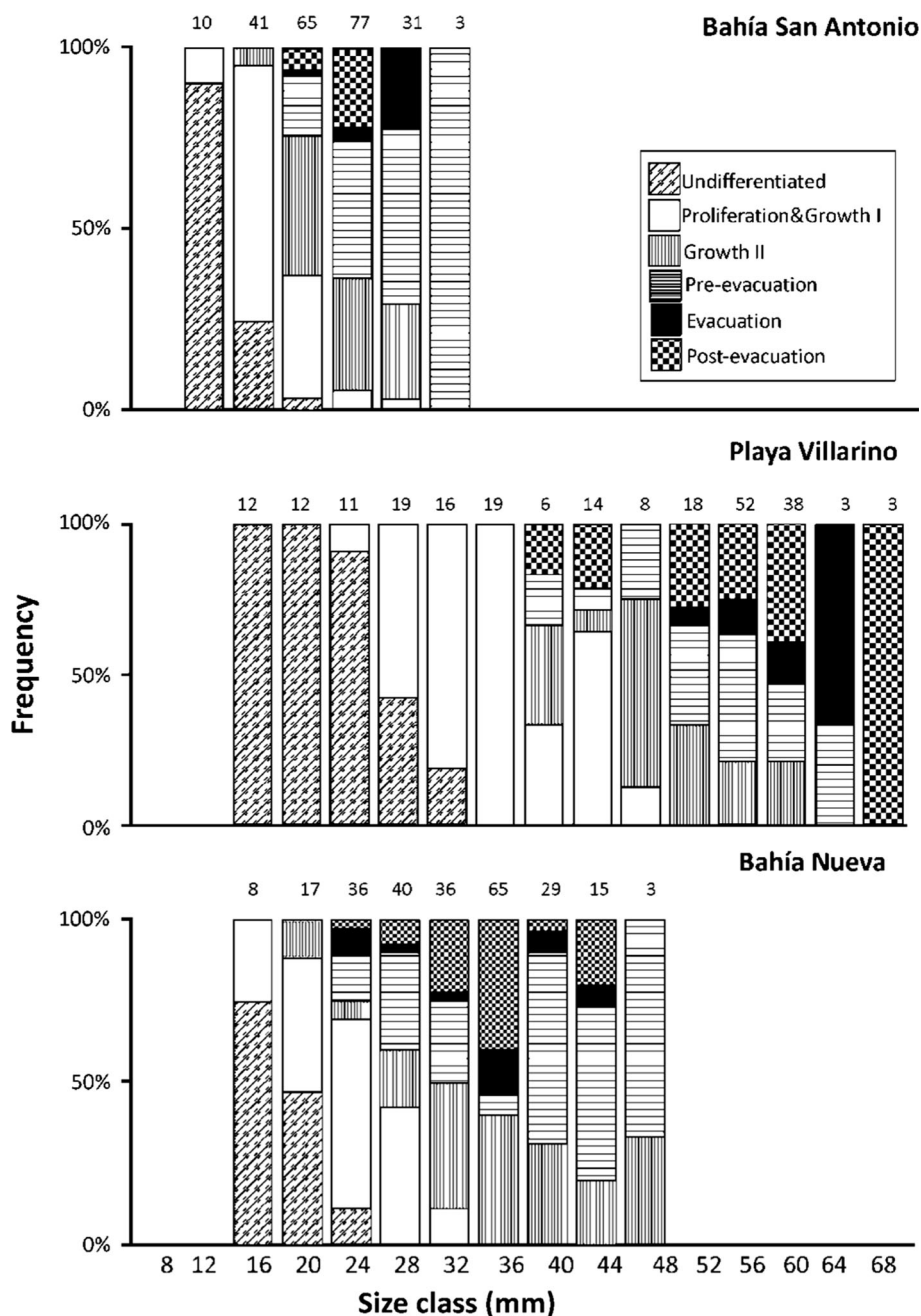 10 41 65 77 31 3
Bahía San Antonio
100%
50%
0%
Undifferentiated
Proliferation&Growth I
Growth II
Pre-evacuation
Evacuation
Post-evacuation
Playa Villarino
12 12 11 19 16 19 6 14 8 18 52 38 3 3
100%
50%
0%
Frequency
Bahía Nueva
8 17 36 40 36 65 29 15 3
100%
50%
0%
8 12 16 20 24 28 32 36 40 44 48 52 56 60 64 68
Size class (mm)